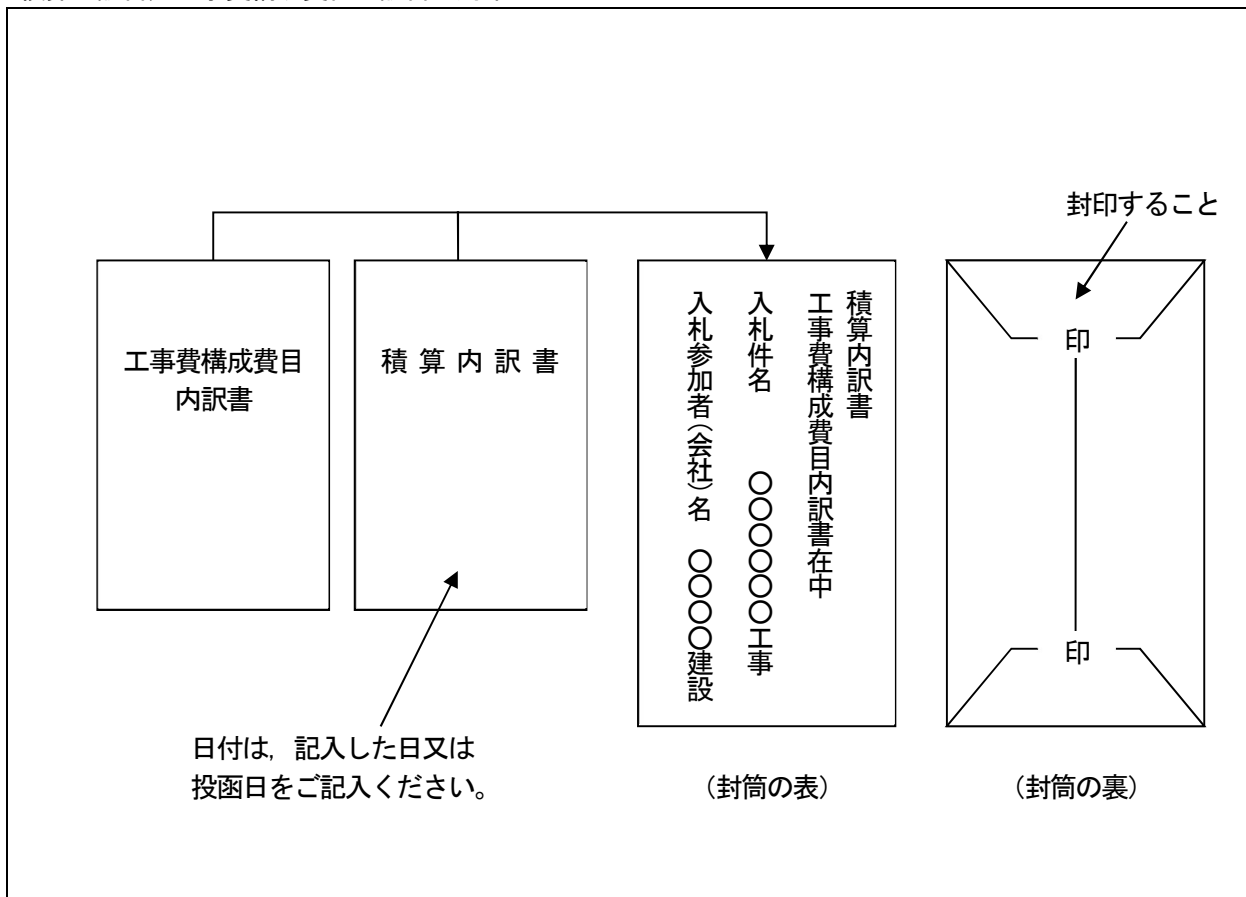 封印すること
工事費構成費目
内訳書
積算内訳書
積算内訳書
工事費構成費目内訳書在中
入札件名　〇〇〇〇〇〇工事
入札参加者(会社)名　〇〇〇〇建設
印
印
日付は，記入した日又は
投函日をご記入ください。
（封筒の表）
（封筒の裏）